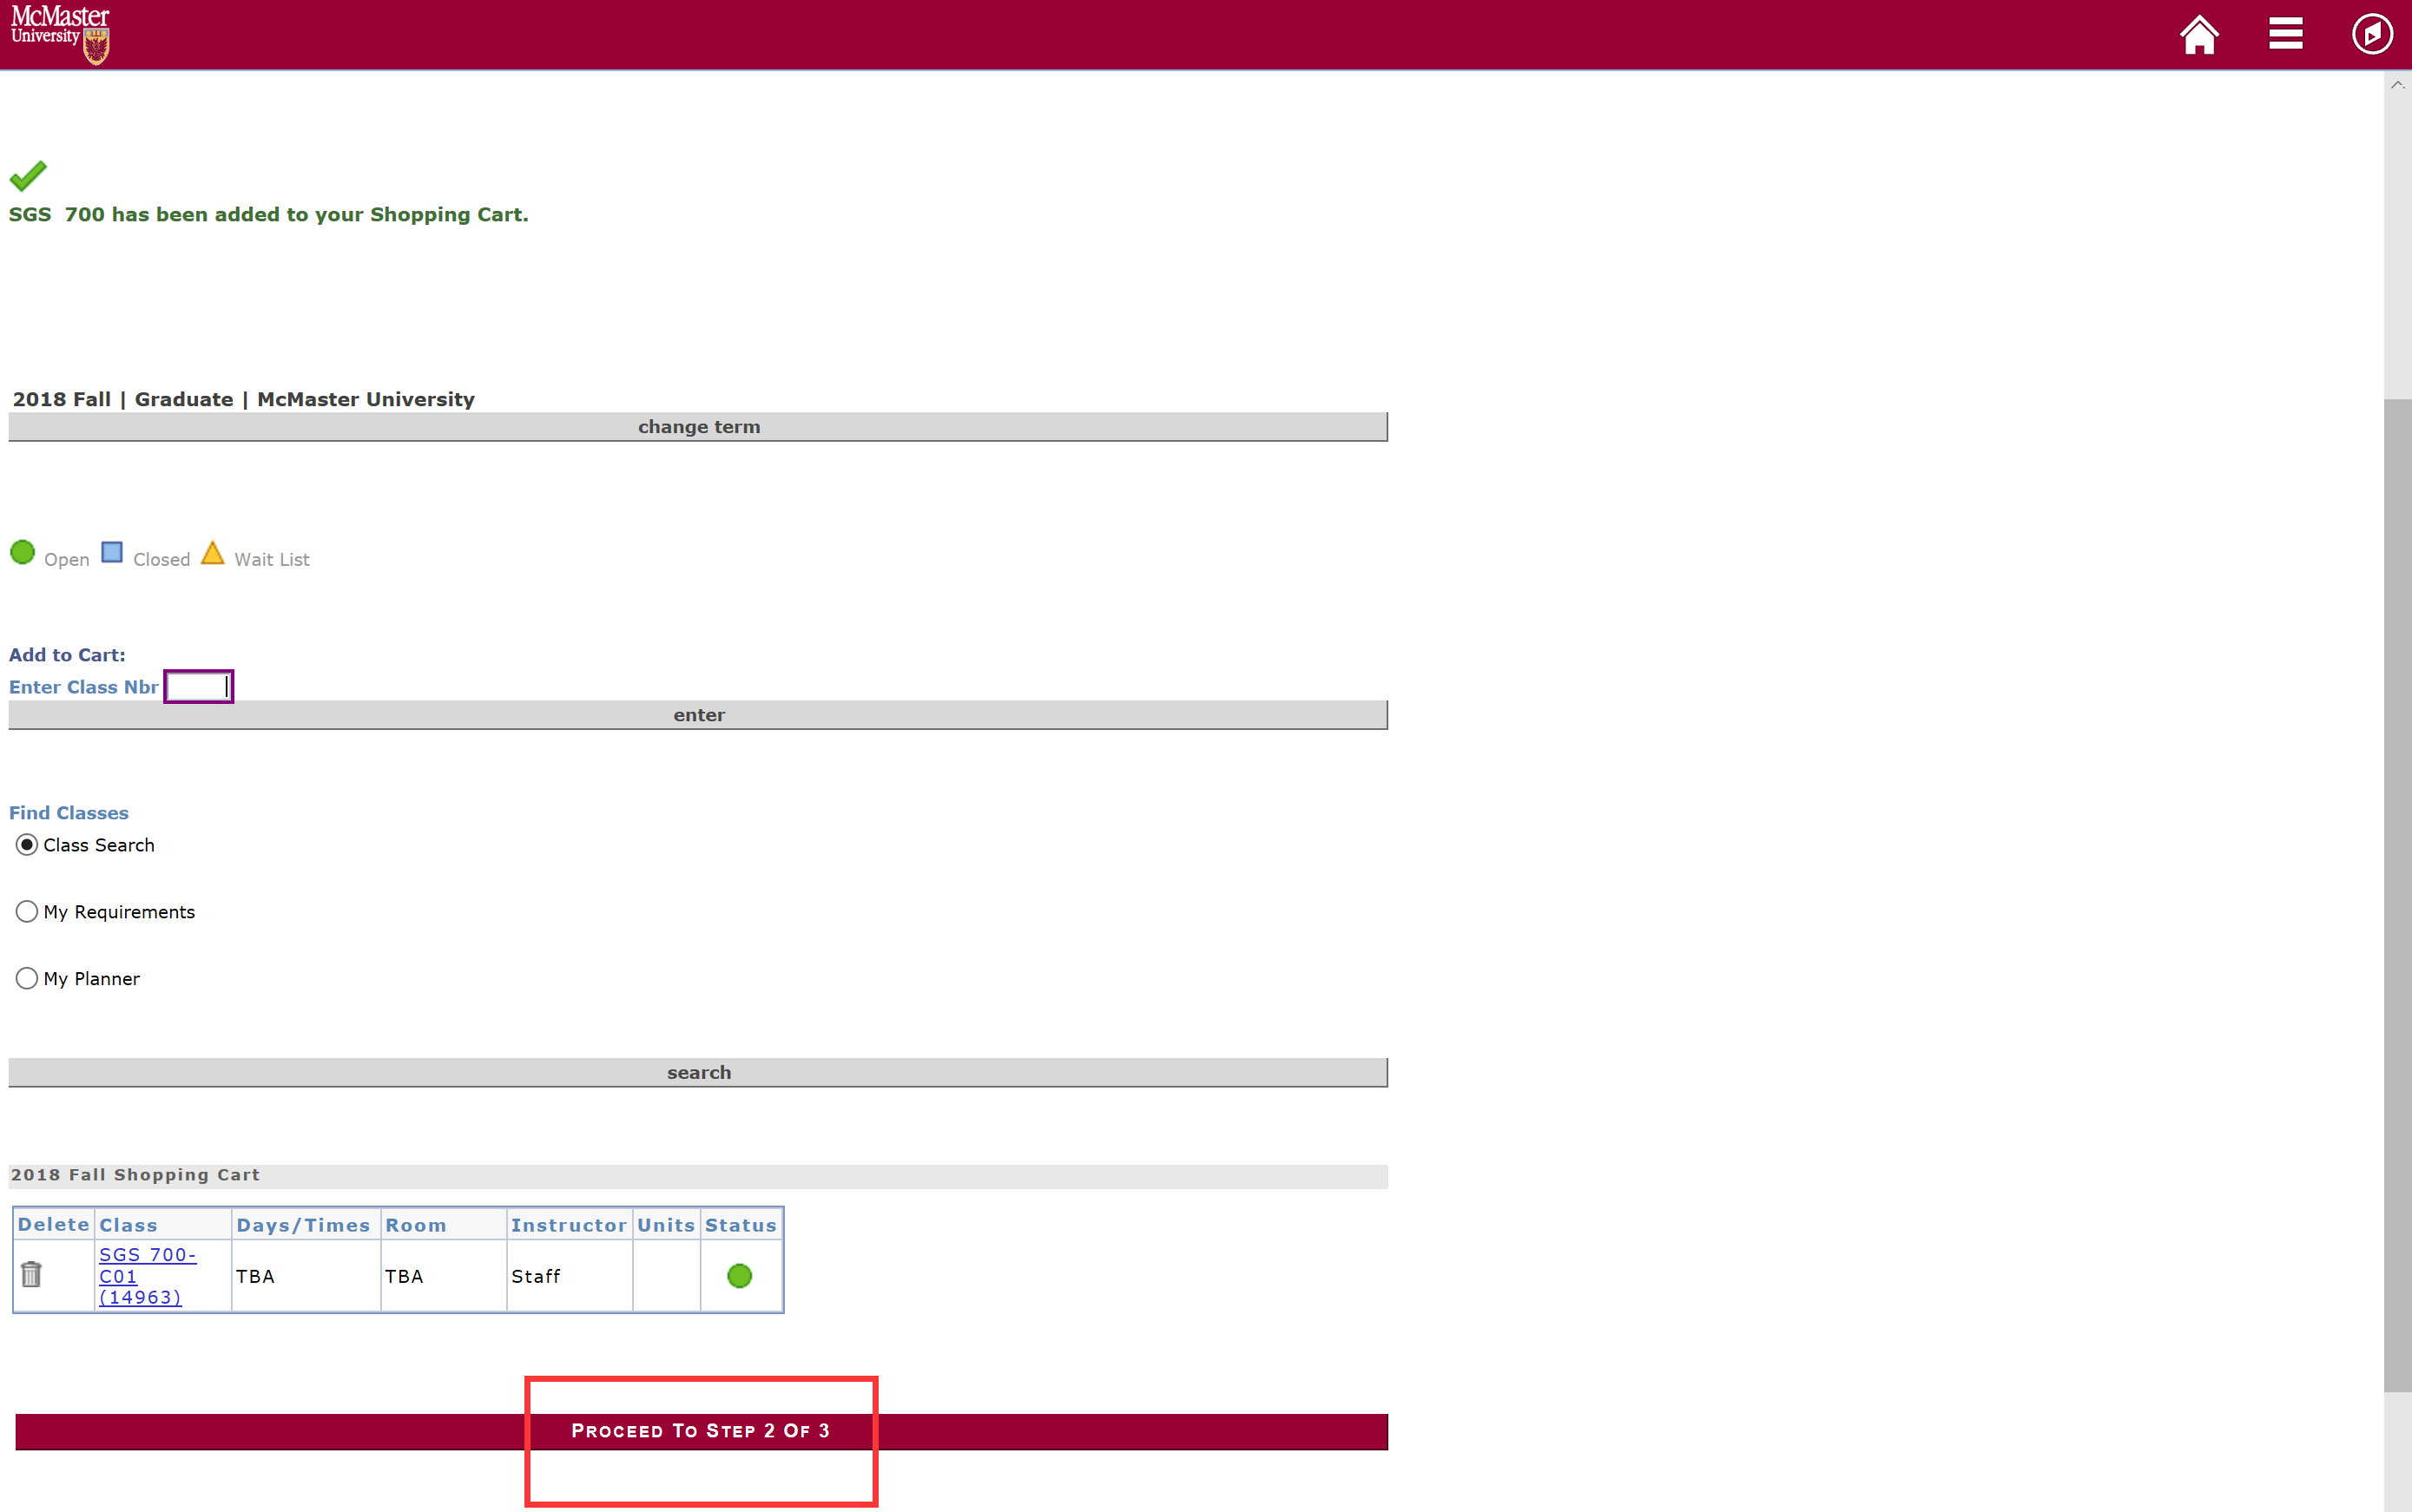 McMaster
University
SGS 700 has been added to your Shopping Cart.
2018 Fall | Graduate | McMaster University
change term
Open Closed Wait List
Add to Cart:
Enter Class Nbr
enter
Find Classes
Class Search
My Requirements
My Planner
search
2018 Fall Shopping Cart
Delete Class Days/Times Room Instructor Units Status
SGS 700-
C01
(14963)
TBA TBA Staff
PROCEED TO STEP 2 OF 3